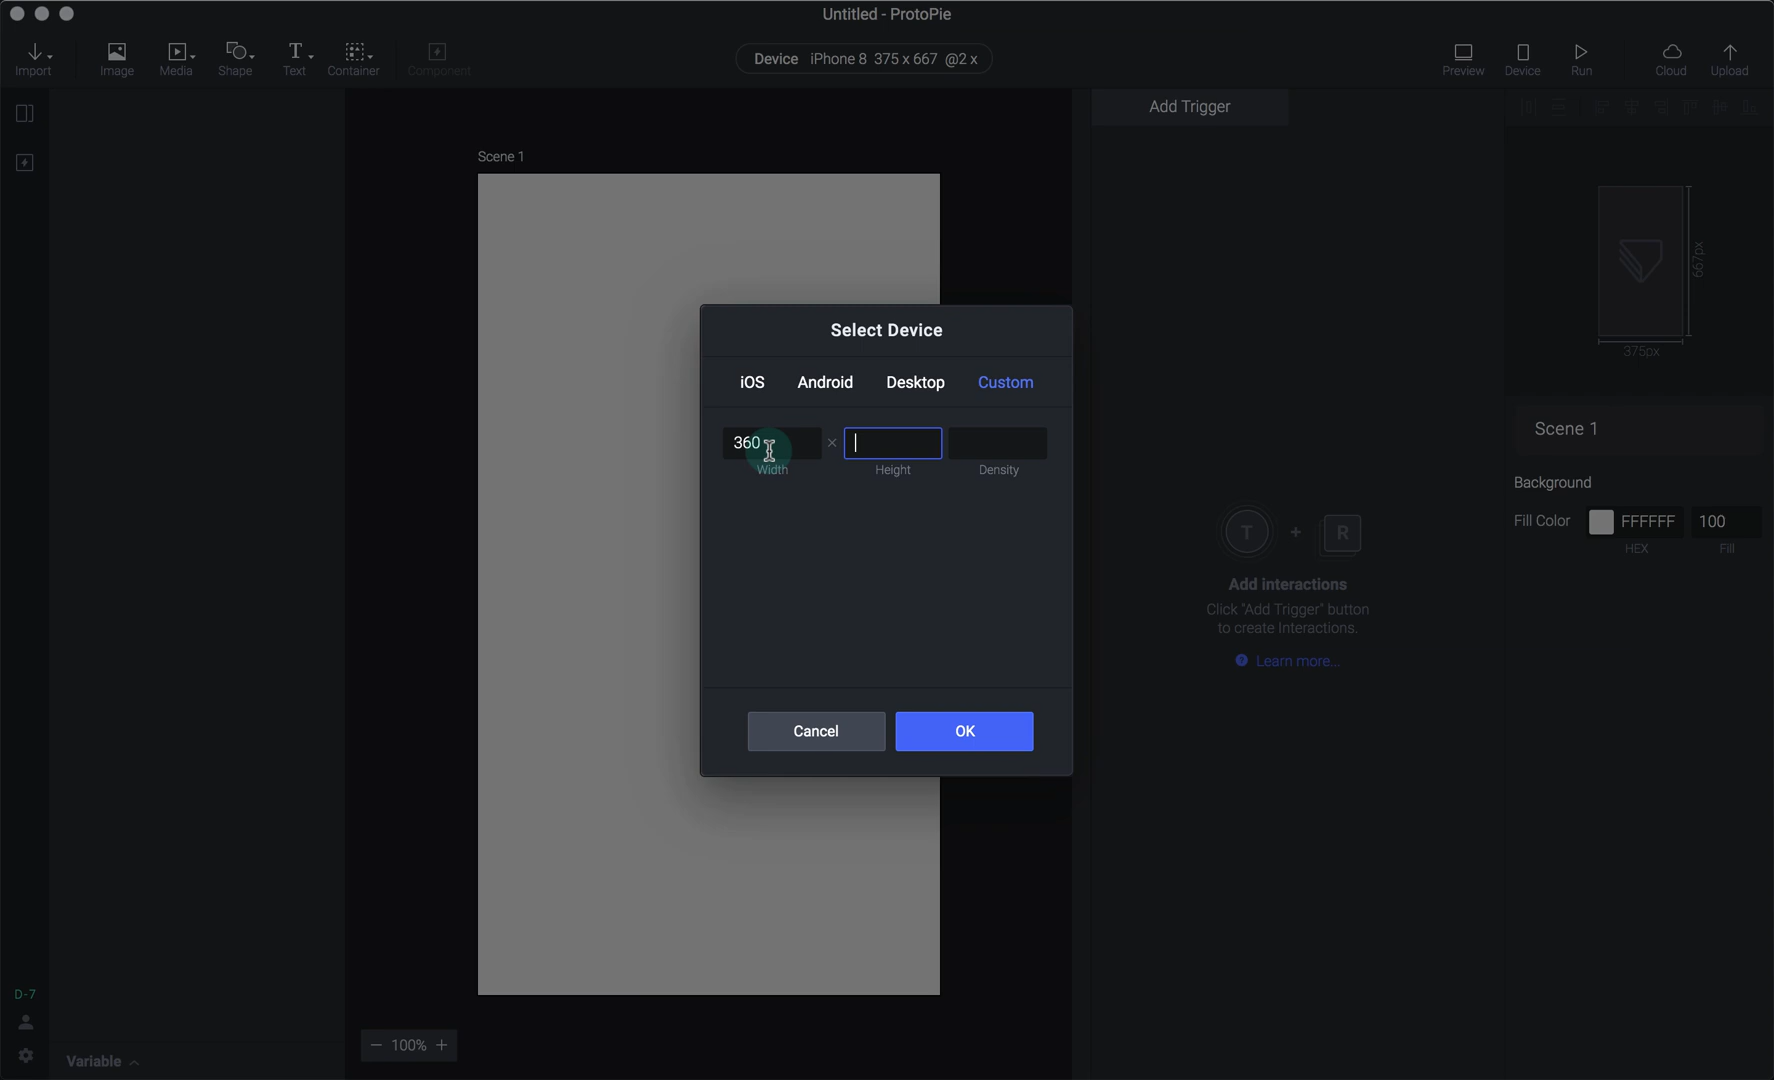 Untitled - ProtoPie
Import
Image
Media
Shape
Text
Container
Component
Device iPhone 8 375 x 667 @2 x
Preview
Device
Run
Cloud
Upload
Add Trigger
Scene 1
667px
375px
Select Device
iOS
Android
Desktop
Custom
360 ×
Width
Height
Density
Cancel
OK
Scene 1
Background
Fill Color
FFFFFF
100
HEX
Fill
T + R
Add interactions
Click "Add Trigger" button
to create Interactions.
? Learn more...
D-7
− 100% +
Variable